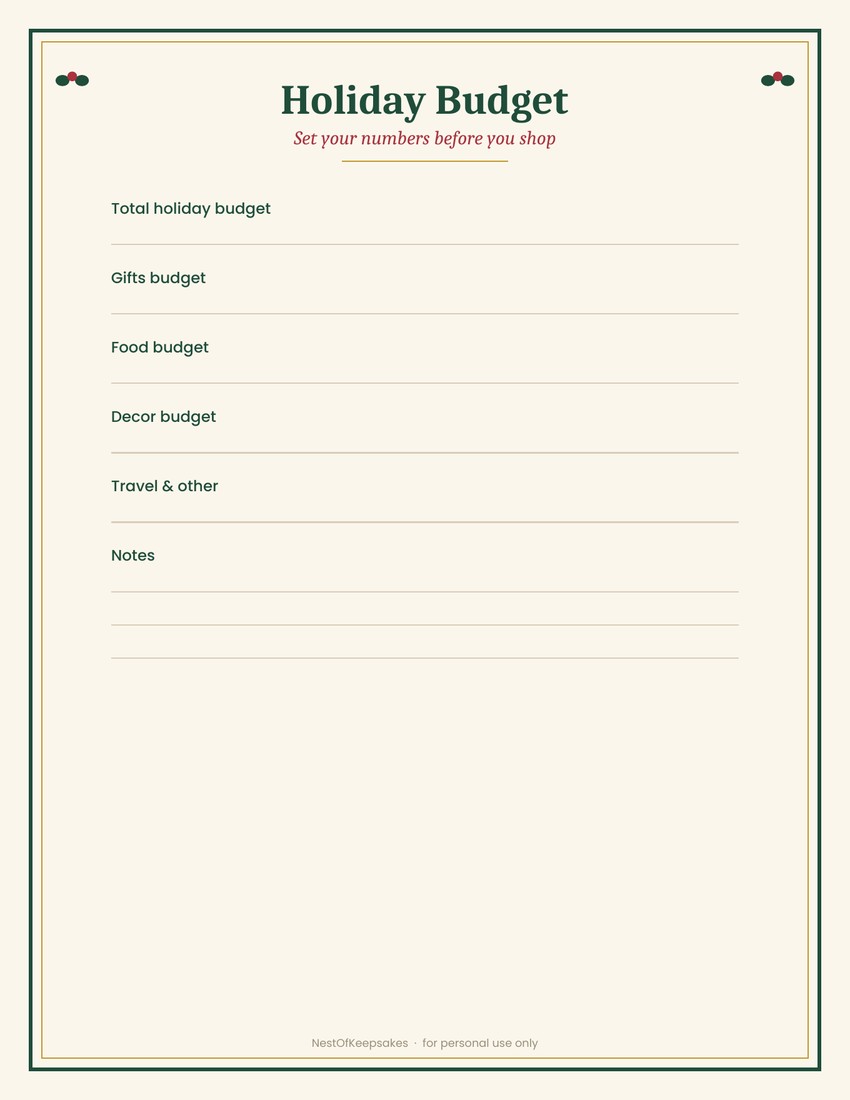 Holiday Budget
Set your numbers before you shop
Total holiday budget
Gifts budget
Food budget
Decor budget
Travel & other
Notes
NestOfKeepsakes · for personal use only